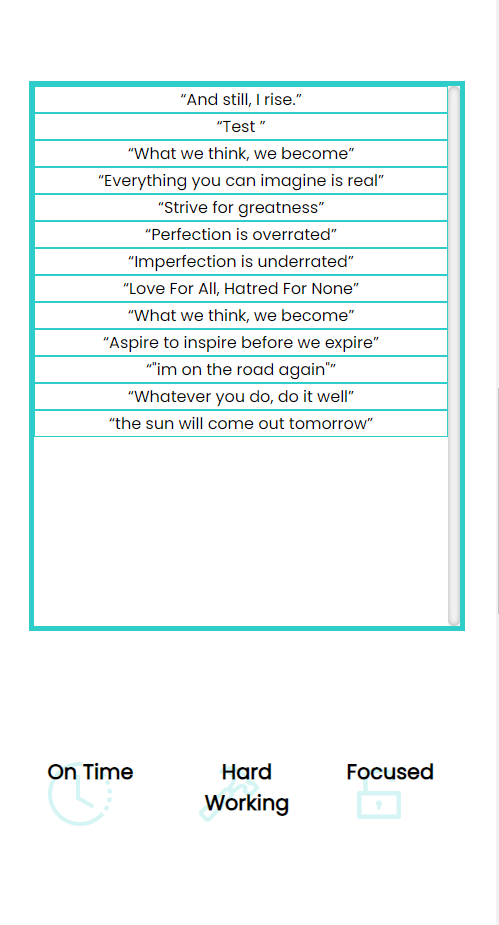 “And still, I rise.”
“Test ”
“What we think, we become”
“Everything you can imagine is real”
“Strive for greatness”
“Perfection is overrated”
“Imperfection is underrated”
“Love For All, Hatred For None”
“What we think, we become”
“Aspire to inspire before we expire”
“"im on the road again"”
“Whatever you do, do it well”
“the sun will come out tomorrow”
On Time
Hard
Working
Focused